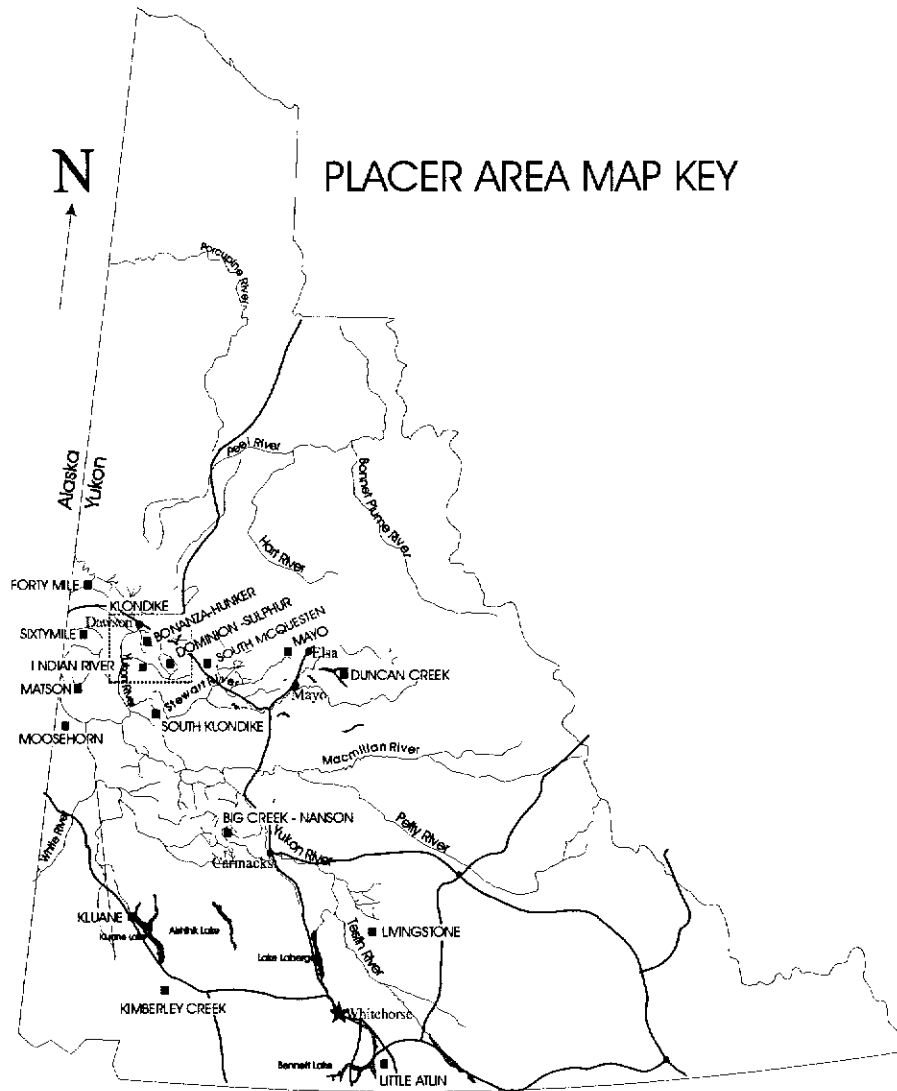 N
PLACER AREA MAP KEY
Porcupine River
Peel River
Bonnet Plume River
Alaska
Yukon
Hart River
FORTY MILE
KLONDIKE
Dawson
BONANZA-HUNKER
SIXTYMILE
DOMINION -SULPHUR
SOUTH MCQUESTEN
MAYO
Elsa
INDIAN RIVER
Yukon River
DUNCAN CREEK
MATSON
Stewart River
Mayo
SOUTH KLONDIKE
MOOSEHORN
Macmillan River
White River
BIG CREEK - NANSON
Pelly River
Yukon River
Carmacks
KLUANE
Kluane Lake
Aishihik Lake
LIVINGSTONE
Teslin River
Lake Laberge
KIMBERLEY CREEK
Whitehorse
Bennett Lake
LITTLE ATLIN